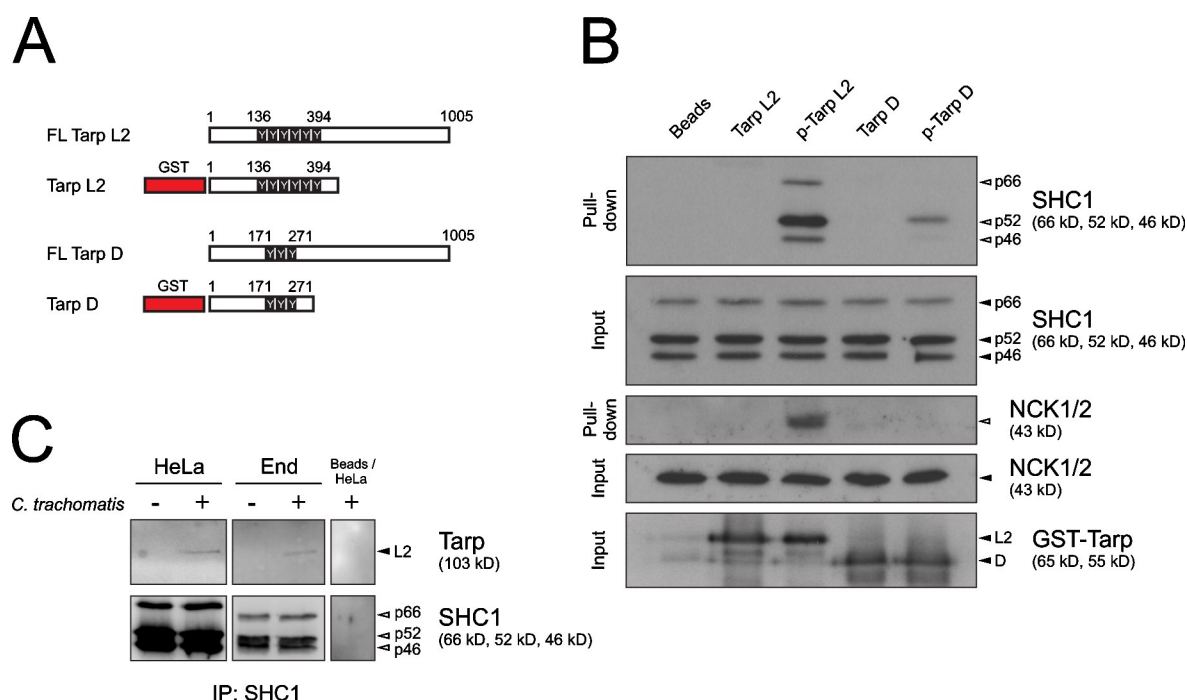 A
1 136 394 1005
FL Tarp L2 YYYYYY
GST 1 136 394
Tarp L2 YYYYYY
1 171 271 1005
FL Tarp D YYY
GST 1 171 271
Tarp D YYY
B
Beads Tarp L2 p-Tarp L2 Tarp D p-Tarp D
Pull-down
p66
p52
p46
SHC1
(66 kD, 52 kD, 46 kD)
Input
p66
p52
p46
SHC1
(66 kD, 52 kD, 46 kD)
Pull-down
NCK1/2
(43 kD)
Input
NCK1/2
(43 kD)
Input
L2
D
GST-Tarp
(65 kD, 55 kD)
C
HeLa End Beads / HeLa
C. trachomatis - + - + +
L2
Tarp
(103 kD)
p66
p52
p46
SHC1
(66 kD, 52 kD, 46 kD)
IP: SHC1